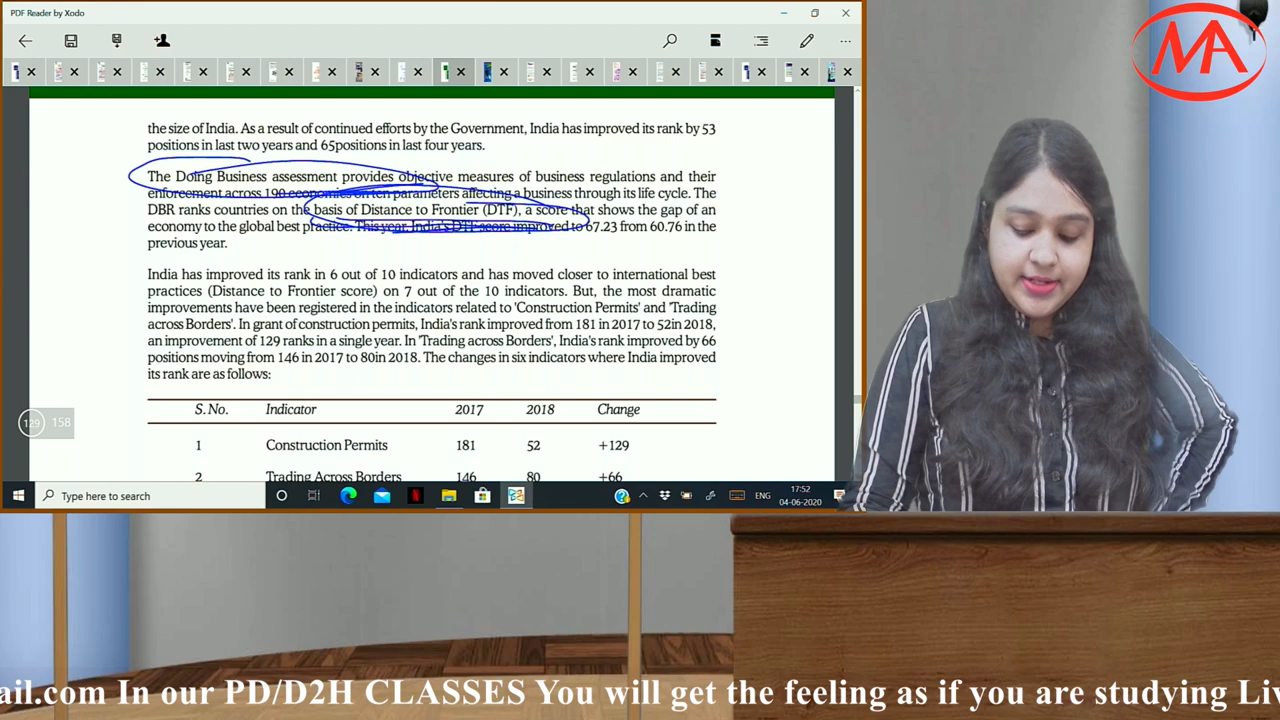 PDF Reader by Xodo
MA
the size of India. As a result of continued efforts by the Government, India has improved its rank by 53
positions in last two years and 65positions in last four years.
The Doing Business assessment provides objective measures of business regulations and their
enforcement across 190 economies on ten parameters affecting a business through its life cycle. The
DBR ranks countries on the basis of Distance to Frontier (DTF), a score that shows the gap of an
economy to the global best practice. This year, India's DTF score improved to 67.23 from 60.76 in the
previous year.
India has improved its rank in 6 out of 10 indicators and has moved closer to international best
practices (Distance to Frontier score) on 7 out of the 10 indicators. But, the most dramatic
improvements have been registered in the indicators related to 'Construction Permits' and 'Trading
across Borders'. In grant of construction permits, India's rank improved from 181 in 2017 to 52in 2018,
an improvement of 129 ranks in a single year. In 'Trading across Borders', India's rank improved by 66
positions moving from 146 in 2017 to 80in 2018. The changes in six indicators where India improved
its rank are as follows:
S. No. Indicator 2017 2018 Change
129 158
1 Construction Permits 181 52 +129
2 Trading Across Borders 146 80 +66
Type here to search
ENG
17:52
04-06-2020
ail.com In our PD/D2H CLASSES You will get the feeling as if you are studying Liv